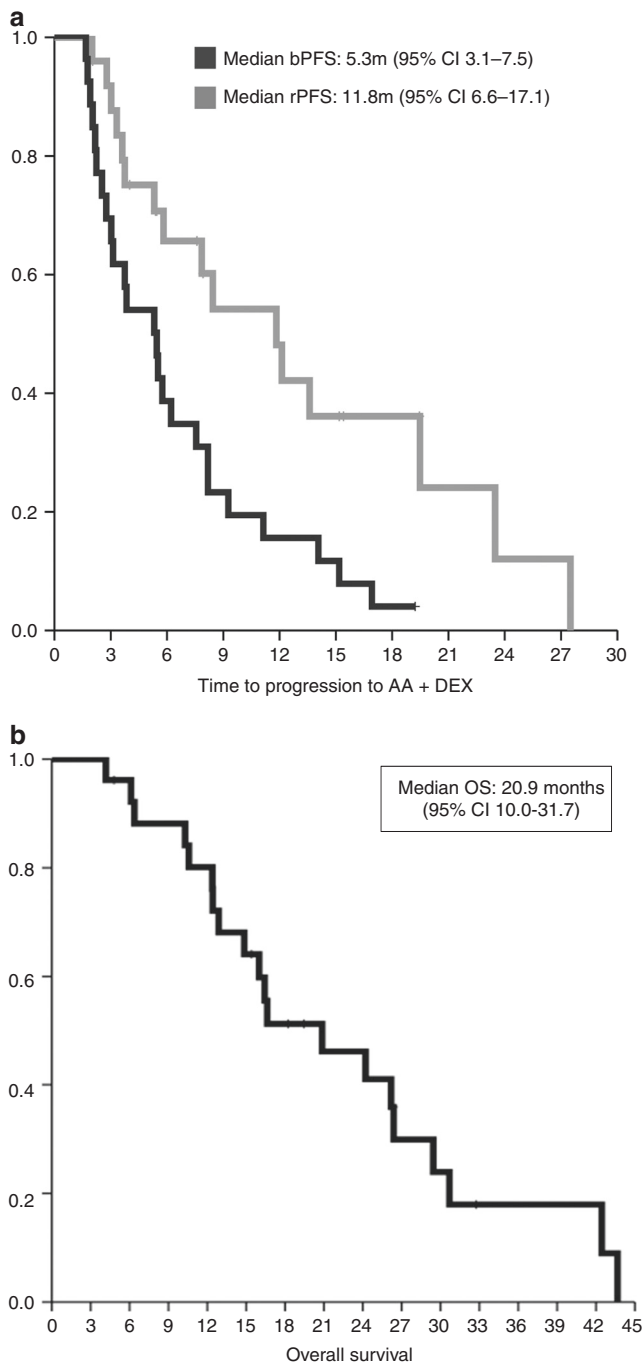 a
1.0
Median bPFS: 5.3m (95% CI 3.1–7.5)
Median rPFS: 11.8m (95% CI 6.6–17.1)
0.8
0.6
0.4
0.2
0.0
0 3 6 9 12 15 18 21 24 27 30
Time to progression to AA + DEX
b
1.0
Median OS: 20.9 months
(95% CI 10.0-31.7)
0.8
0.6
0.4
0.2
0.0
0 3 6 9 12 15 18 21 24 27 30 33 36 39 42 45
Overall survival